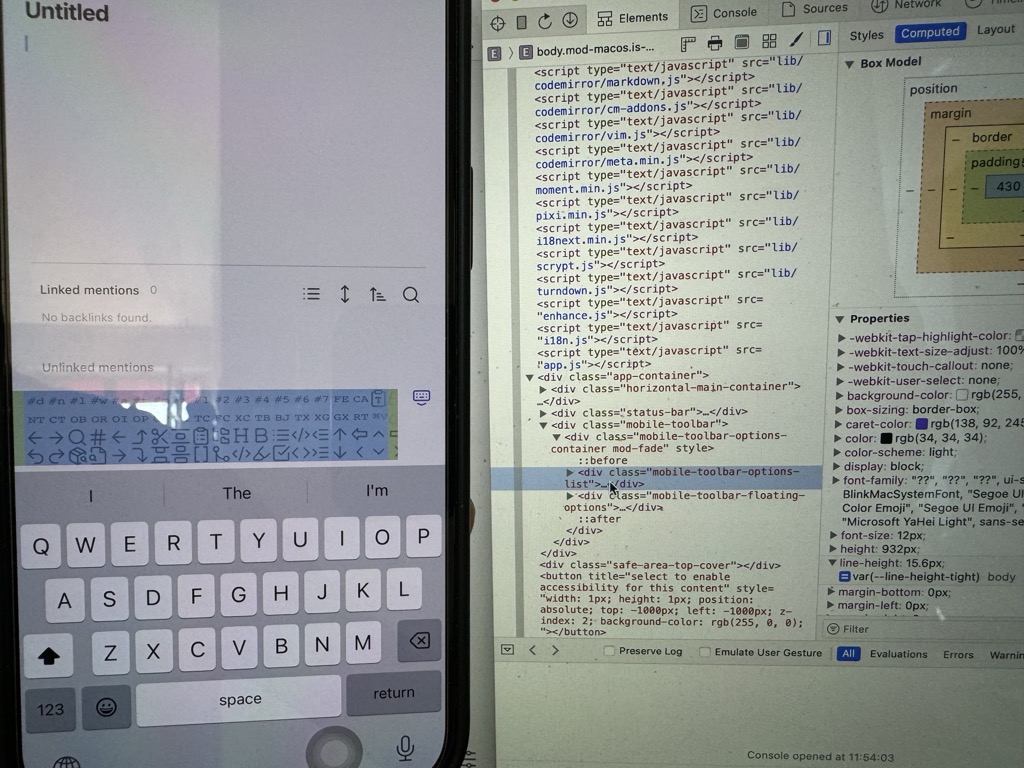 Untitled
Linked mentions 0
No backlinks found.
Unlinked mentions
#d #n #l #w #1 #2 #3 #4 #5 #6 #7 FE CA
NT CT OB OR OI OP TC FC XC TB BJ TX XG GX RT
I The I'm
Q W E R T Y U I O P
A S D F G H J K L
Z X C V B N M
123 space return
Elements Console Sources Network
E E body.mod-macos.is-...
<script type="text/javascript" src="lib/
codemirror/markdown.js"></script>
<script type="text/javascript" src="lib/
codemirror/cm-addons.js"></script>
<script type="text/javascript" src="lib/
codemirror/vim.js"></script>
<script type="text/javascript" src="lib/
codemirror/meta.min.js"></script>
<script type="text/javascript" src="lib/
moment.min.js"></script>
<script type="text/javascript" src="lib/
pixi.min.js"></script>
<script type="text/javascript" src="lib/
i18next.min.js"></script>
<script type="text/javascript" src="lib/
scrypt.js"></script>
<script type="text/javascript" src="lib/
turndown.js"></script>
<script type="text/javascript" src=
"enhance.js"></script>
<script type="text/javascript" src=
"i18n.js"></script>
<script type="text/javascript" src=
"app.js"></script>
<div class="app-container">
<div class="horizontal-main-container">
…</div>
<div class="status-bar">…</div>
<div class="mobile-toolbar">
<div class="mobile-toolbar-options-
container mod-fade" style>
::before
<div class="mobile-toolbar-options-
list">…</div>
<div class="mobile-toolbar-floating-
options">…</div>
::after
</div>
</div>
</div>
<div class="safe-area-top-cover"></div>
<button title="select to enable
accessibility for this content" style=
"width: 1px; height: 1px; position:
absolute; top: -1000px; left: -1000px; z-
index: 2; background-color: rgb(255, 0, 0);
"></button>
Styles Computed Layout
Box Model
position
margin
border
padding
430
Properties
-webkit-tap-highlight-color:
-webkit-text-size-adjust: 100%
-webkit-touch-callout: none;
-webkit-user-select: none;
background-color: rgb(255,
box-sizing: border-box;
caret-color: rgb(138, 92, 245
color: rgb(34, 34, 34);
color-scheme: light;
display: block;
font-family: "??", "??", "??", ui-s
BlinkMacSystemFont, "Segoe UI
Color Emoji", "Segoe UI Emoji",
"Microsoft YaHei Light", sans-se
font-size: 12px;
height: 932px;
line-height: 15.6px;
var(--line-height-tight) body
margin-bottom: 0px;
margin-left: 0px;
Filter
Preserve Log Emulate User Gesture All Evaluations Errors Warnin
Console opened at 11:54:03